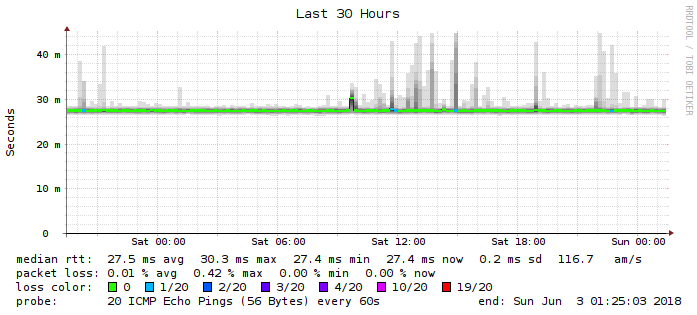 Last 30 Hours
RRDTOOL / TOBI OETIKER
Seconds
40 m
30 m
20 m
10 m
0
Sat 00:00 Sat 06:00 Sat 12:00 Sat 18:00 Sun 00:00
median rtt: 27.5 ms avg 30.3 ms max 27.4 ms min 27.4 ms now 0.2 ms sd 116.7 am/s
packet loss: 0.01 % avg 0.42 % max 0.00 % min 0.00 % now
loss color: 0 1/20 2/20 3/20 4/20 10/20 19/20
probe: 20 ICMP Echo Pings (56 Bytes) every 60s end: Sun Jun 3 01:25:03 2018